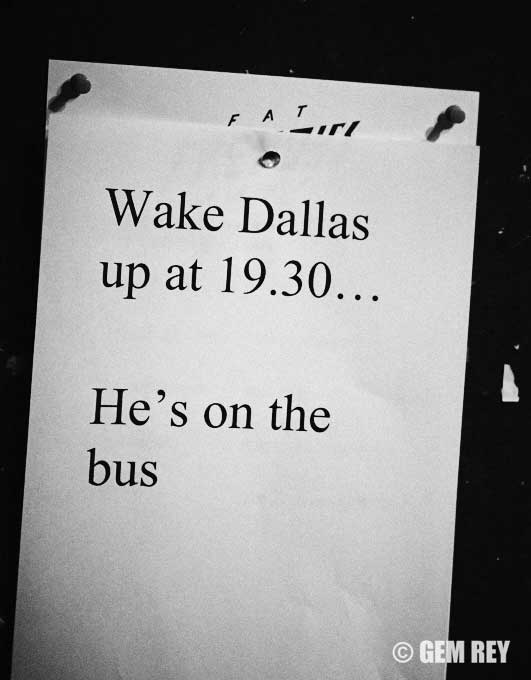 F A T
Wake Dallas
up at 19.30...
He's on the
bus
© GEM REY